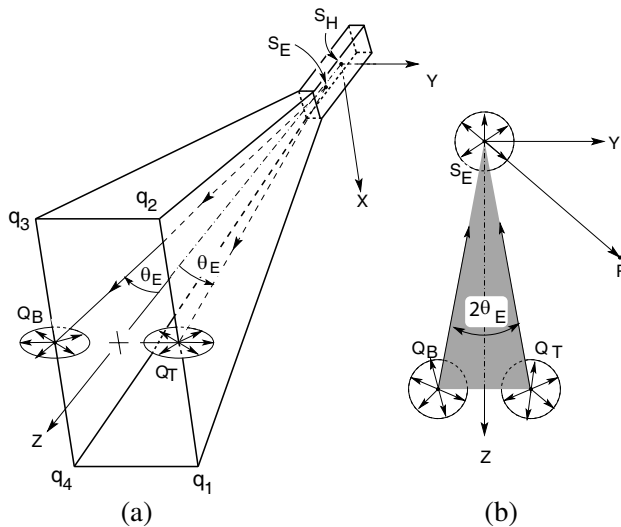 S_H
S_E
Y
X
q_2
q_3
θ_E
θ_E
Q_B
Q_T
Z
q_4
q_1
(a)
S_E
Y
2θ_E
Q_B
Q_T
Z
(b)